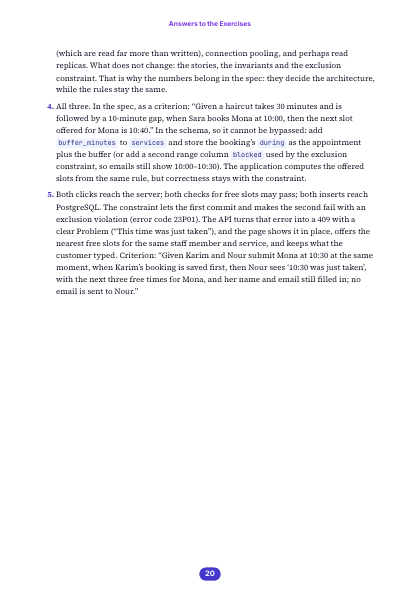 Answers to the Exercises
(which are read far more than written), connection pooling, and perhaps read
replicas. What does not change: the stories, the invariants and the exclusion
constraint. That is why the numbers belong in the spec: they decide the architecture,
while the rules stay the same.
4. All three. In the spec, as a criterion: “Given a haircut takes 30 minutes and is
followed by a 10-minute gap, when Sara books Mona at 10:00, then the next slot
offered for Mona is 10:40.” In the schema, so it cannot be bypassed: add
buffer_minutes to services and store the booking’s during as the appointment
plus the buffer (or add a second range column blocked used by the exclusion
constraint, so emails still show 10:00–10:30). The application computes the offered
slots from the same rule, but correctness stays with the constraint.
5. Both clicks reach the server; both checks for free slots may pass; both inserts reach
PostgreSQL. The constraint lets the first commit and makes the second fail with an
exclusion violation (error code 23P01). The API turns that error into a 409 with a
clear Problem (“This time was just taken”), and the page shows it in place, offers the
nearest free slots for the same staff member and service, and keeps what the
customer typed. Criterion: “Given Karim and Nour submit Mona at 10:30 at the same
moment, when Karim’s booking is saved first, then Nour sees ‘10:30 was just taken’,
with the next three free times for Mona, and her name and email still filled in; no
email is sent to Nour.”
20